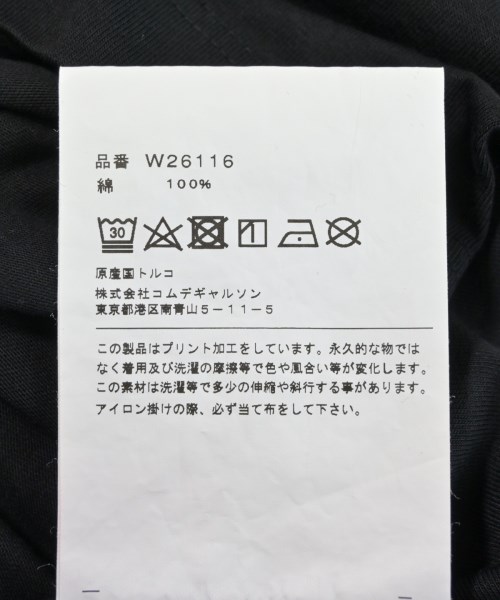 品番 W26116
綿 100%
30
原産国トルコ
株式会社コムデギャルソン
東京都港区南青山5-11-5
この製品はプリント加工をしています。永久的な物では
なく着用及び洗濯の摩擦等で色や風合い等が変化します。
この素材は洗濯等で多少の伸縮や斜行する事があります。
アイロン掛けの際、必ず当て布をして下さい。